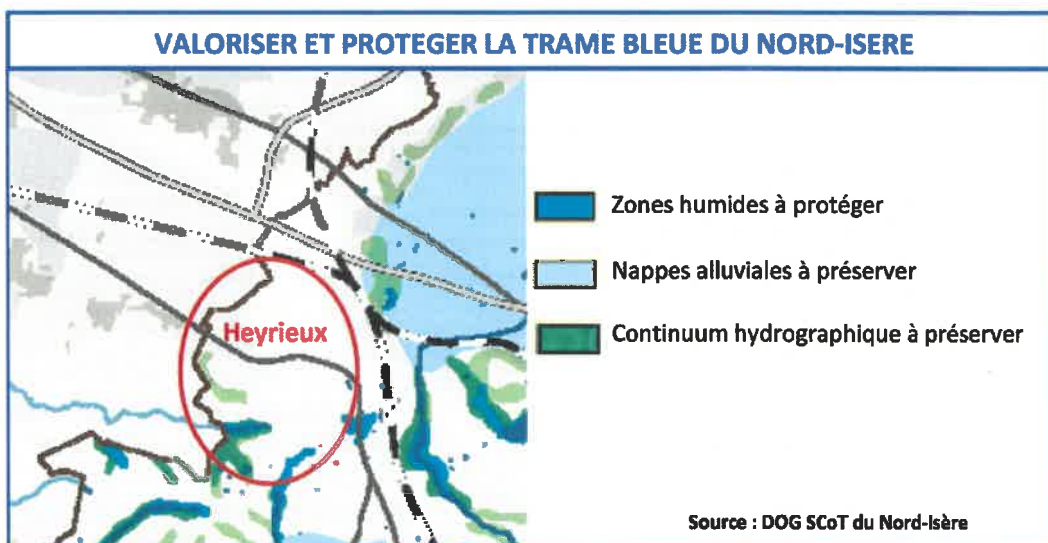 VALORISER ET PROTEGER LA TRAME BLEUE DU NORD-ISERE
Heyrieux
Zones humides à protéger
Nappes alluviales à préserver
Continuum hydrographique à préserver
Source : DOG SCoT du Nord-Isère